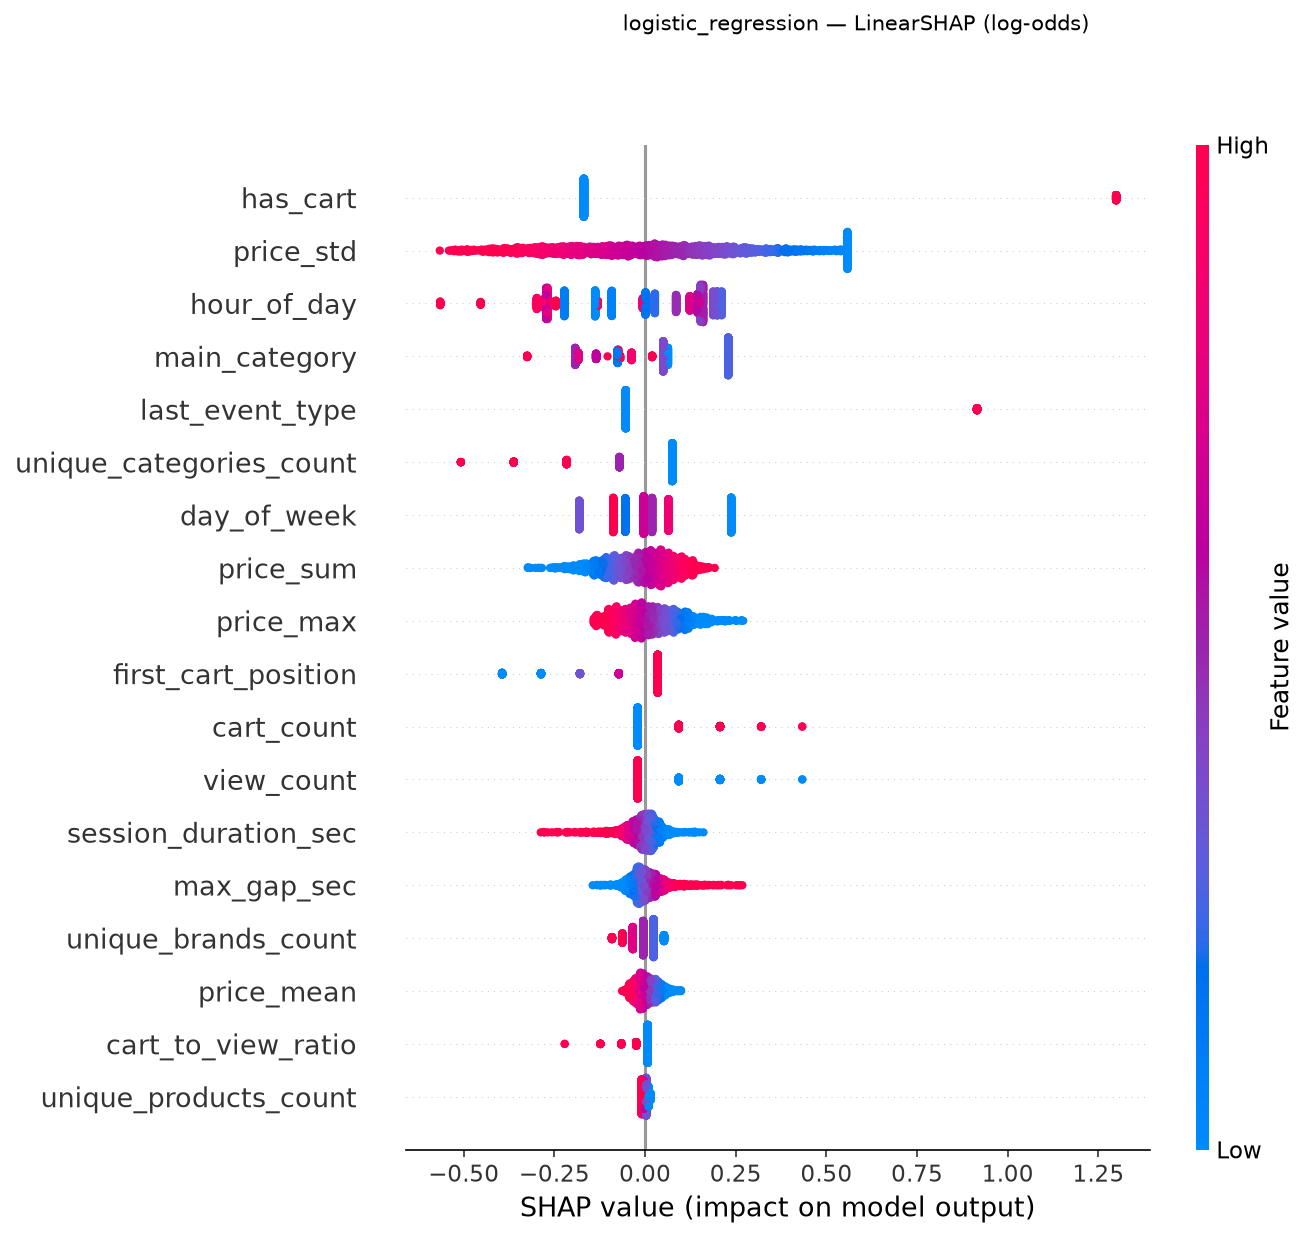 logistic_regression — LinearSHAP (log-odds)
High
has_cart
price_std
hour_of_day
main_category
last_event_type
unique_categories_count
day_of_week
price_sum
price_max
first_cart_position
cart_count
view_count
session_duration_sec
max_gap_sec
unique_brands_count
price_mean
cart_to_view_ratio
unique_products_count
Feature value
Low
−0.50 −0.25 0.00 0.25 0.50 0.75 1.00 1.25
SHAP value (impact on model output)